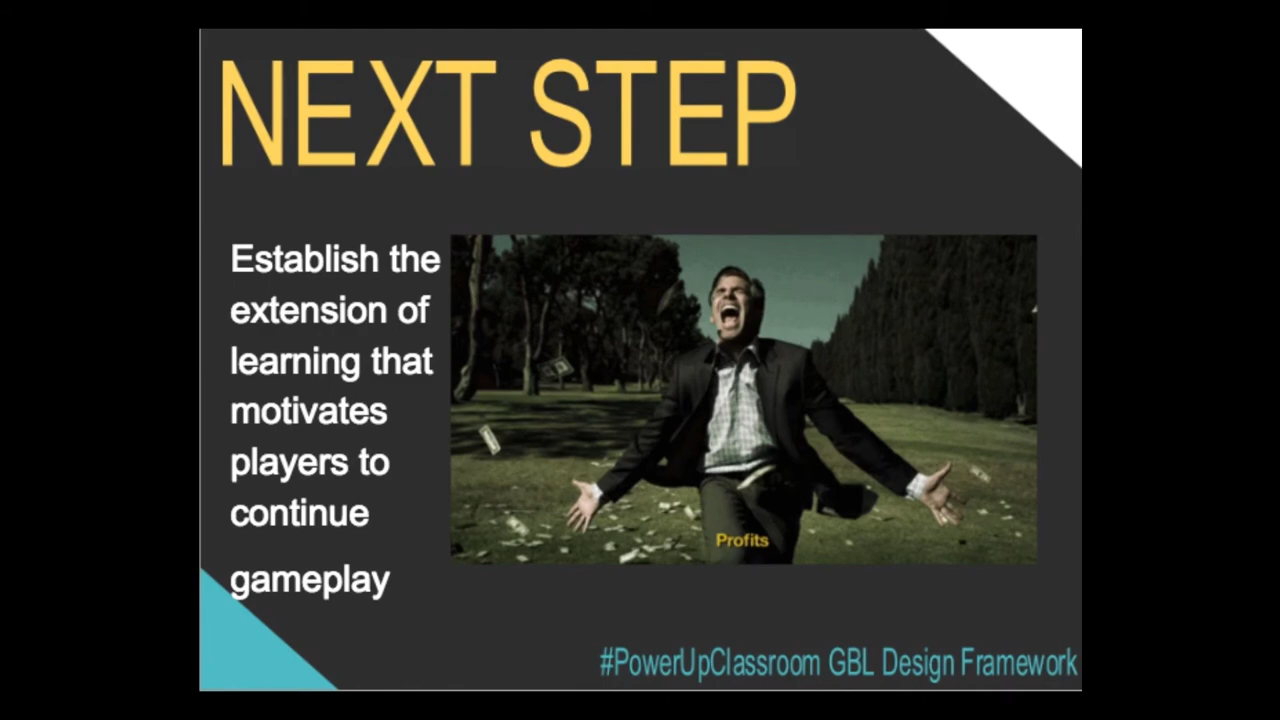 NEXT STEP
Establish the
extension of
learning that
motivates
players to
continue
gameplay
Profits
#PowerUpClassroom GBL Design Framework